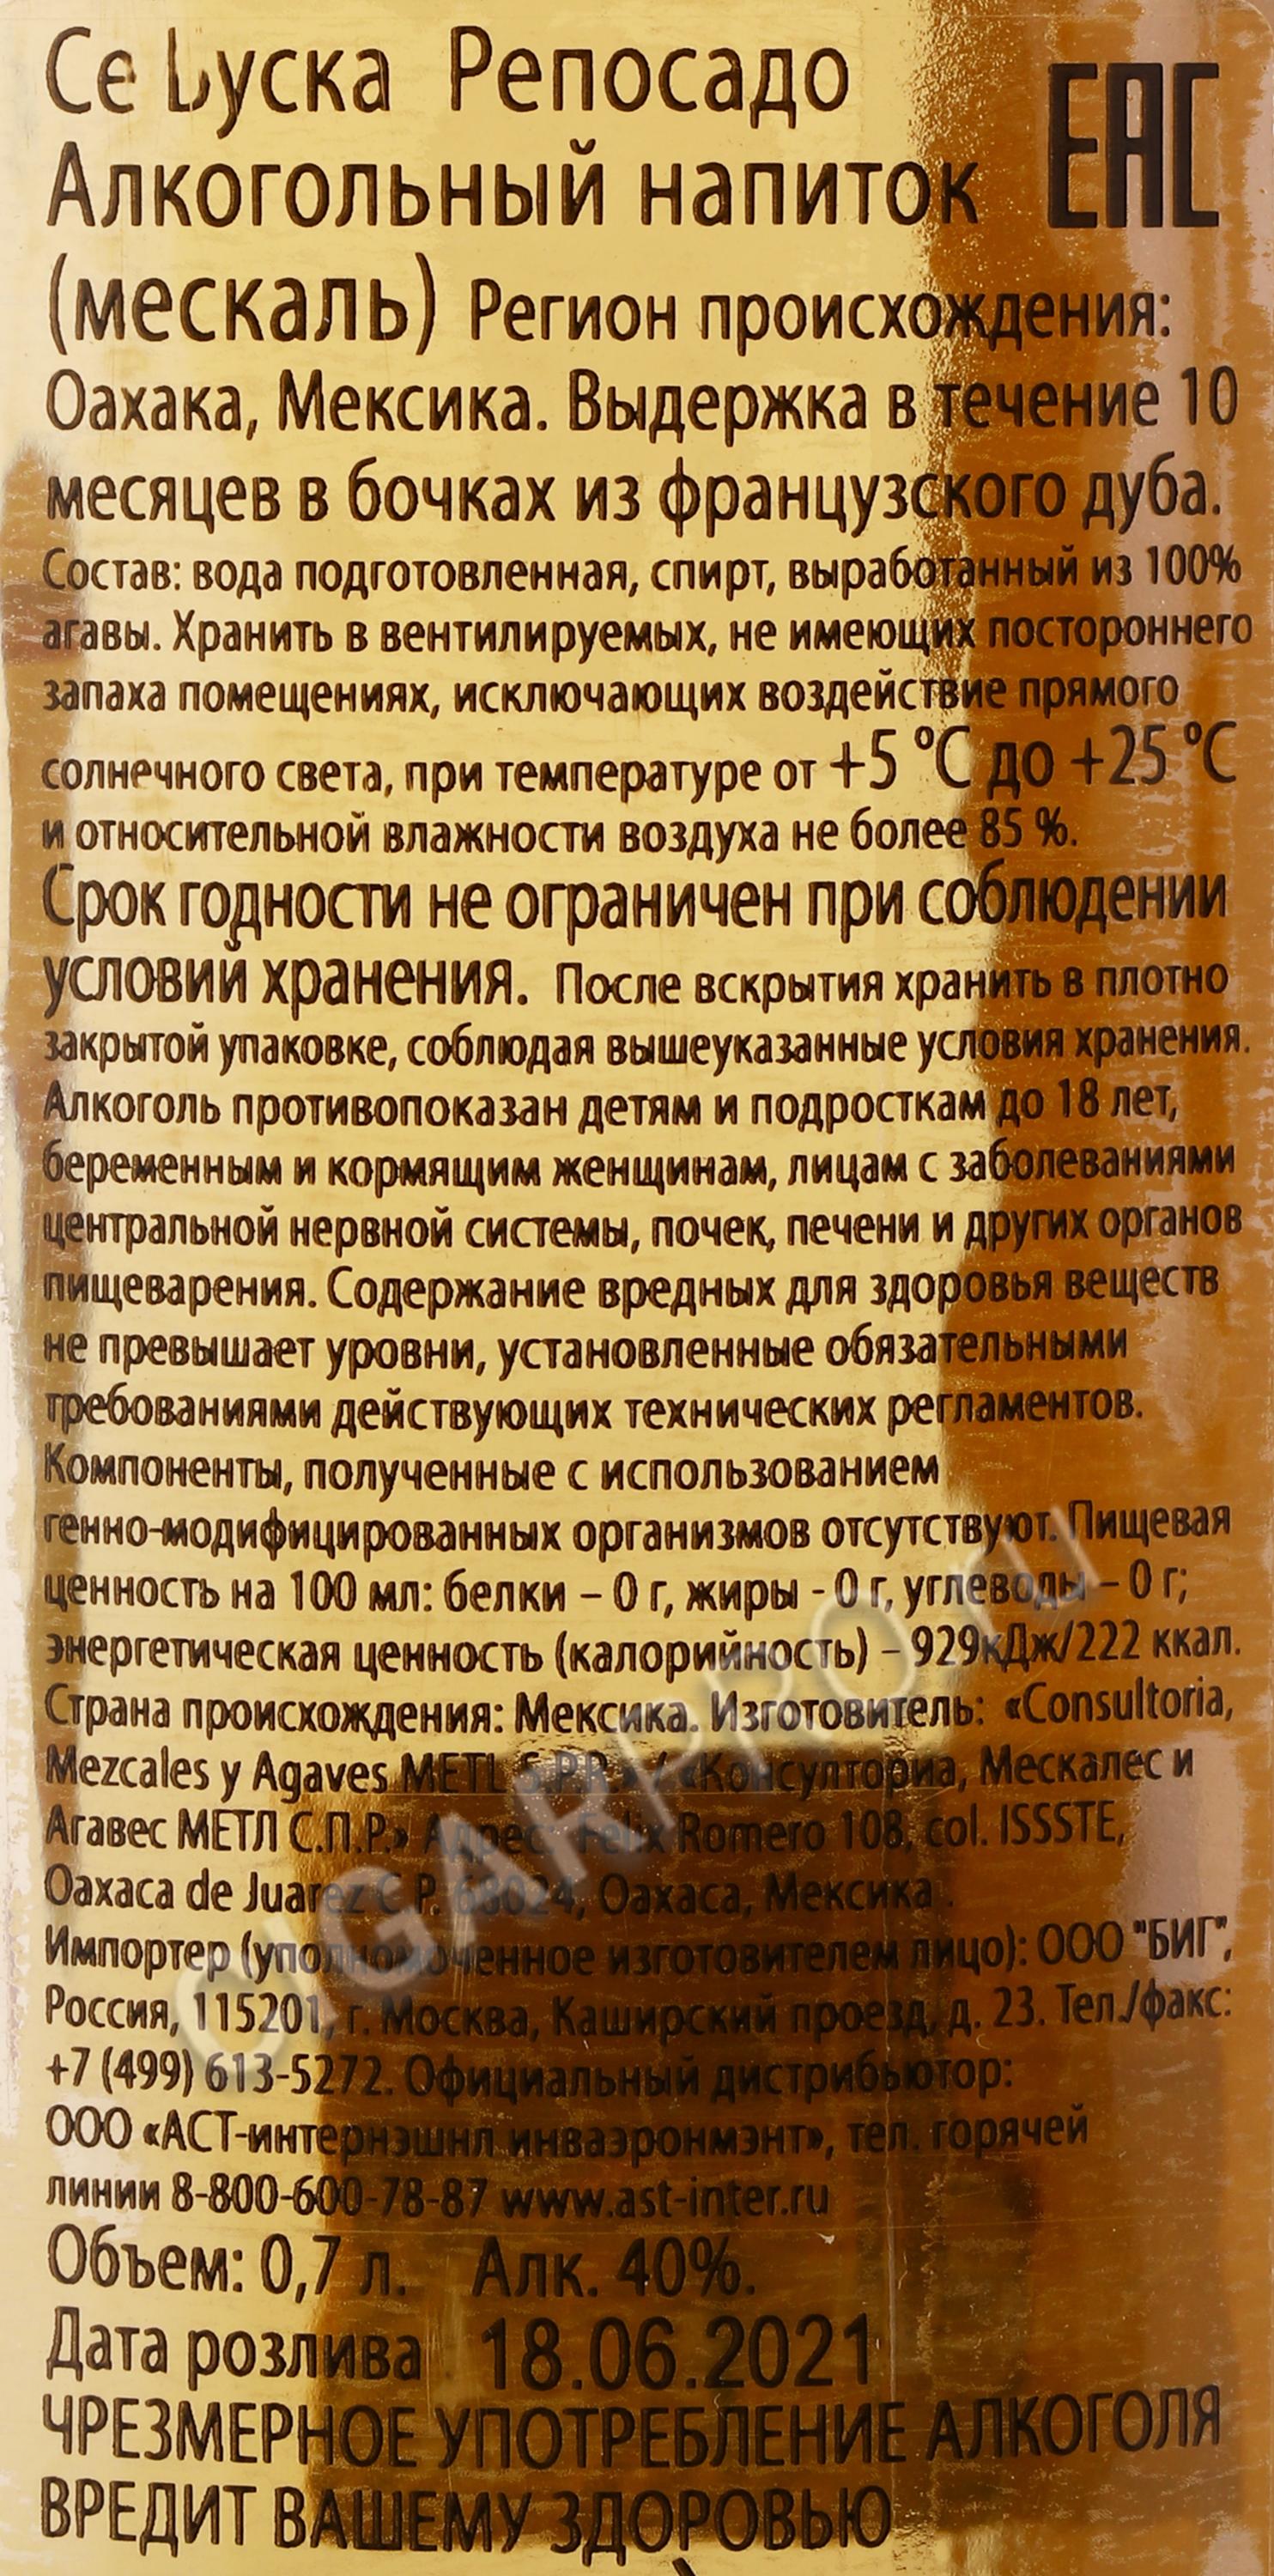 Се Буска Репосадо
ЕАС
Алкогольный напиток
(мескаль) Регион происхождения:
Оахака, Мексика. Выдержка в течение 10
месяцев в бочках из французского дуба.
Состав: вода подготовленная, спирт, выработанный из 100%
агавы. Хранить в вентилируемых, не имеющих постороннего
запаха помещениях, исключающих воздействие прямого
солнечного света, при температуре от +5 °С до +25 °С
и относительной влажности воздуха не более 85 %.
Срок годности не ограничен при соблюдении
условий хранения. После вскрытия хранить в плотно
закрытой упаковке, соблюдая вышеуказанные условия хранения.
Алкоголь противопоказан детям и подросткам до 18 лет,
беременным и кормящим женщинам, лицам с заболеваниями
центральной нервной системы, почек, печени и других органов
пищеварения. Содержание вредных для здоровья веществ
не превышает уровни, установленные обязательными
требованиями действующих технических регламентов.
Компоненты, полученные с использованием
генно-модифицированных организмов отсутствуют. Пищевая
ценность на 100 мл: белки – 0 г, жиры - 0 г, углеводы – 0 г;
энергетическая ценность (калорийность) – 929кДж/222 ккал.
Страна происхождения: Мексика. Изготовитель: «Consultoria,
Mezcales y Agaves METL S.P.R.» / «Консулториа, Мескалес и
Агавес МЕТЛ С.П.Р.» Адрес: Felix Romero 108, col. ISSSTE,
Oaxaca de Juarez C.P. 68024, Оахаса, Мексика .
Импортер (уполномоченное изготовителем лицо): ООО "БИГ",
Россия, 115201, г. Москва, Каширский проезд, д. 23. Тел./факс:
+7 (499) 613-5272. Официальный дистрибьютор:
ООО «АСТ-интернэшнл инваэронмэнт», тел. горячей
линии 8-800-600-78-87 www.ast-inter.ru
Объем: 0,7 л. Алк. 40%.
Дата розлива 18.06.2021
ЧРЕЗМЕРНОЕ УПОТРЕБЛЕНИЕ АЛКОГОЛЯ
ВРЕДИТ ВАШЕМУ ЗДОРОВЬЮ
CIGARPRO.ru